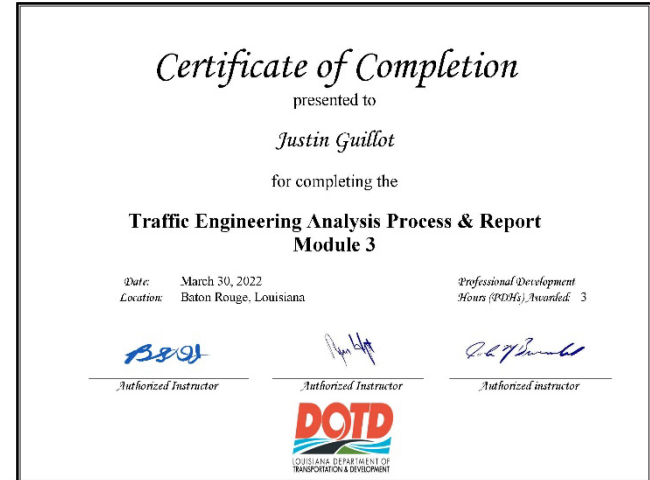 Certificate of Completion
presented to
Justin Guillot
for completing the
Traffic Engineering Analysis Process & Report
Module 3
Date: March 30, 2022
Location: Baton Rouge, Louisiana
Professional Development
Hours (PDHs) Awarded: 3
Authorized Instructor
Authorized Instructor
Authorized instructor
DOTD
LOUISIANA DEPARTMENT OF
TRANSPORTATION & DEVELOPMENT